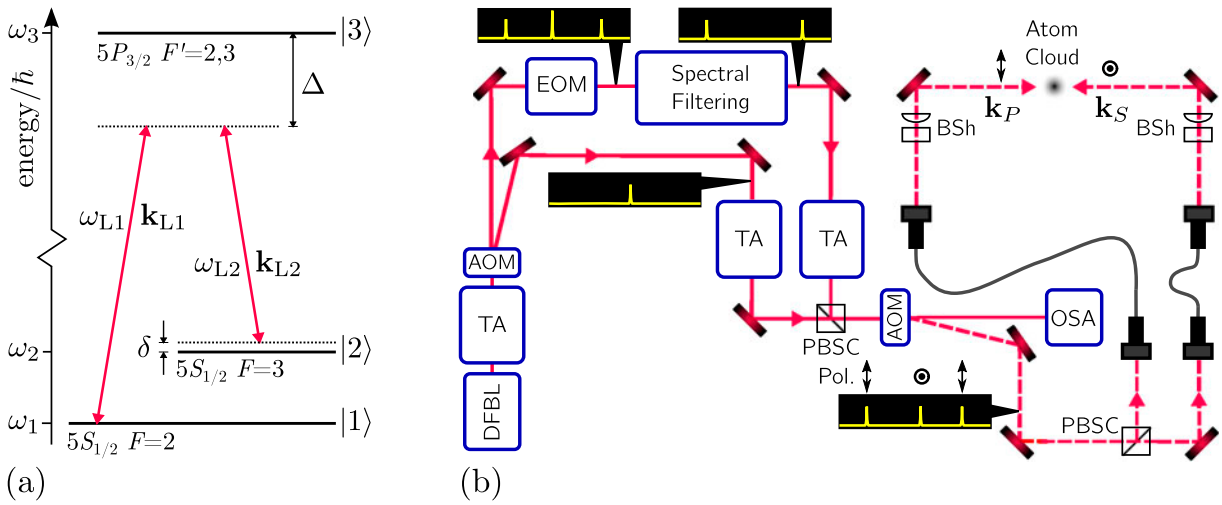 energy/ħ
ω3
|3⟩
5P3/2 F′=2,3
Δ
ωL1 kL1
ωL2 kL2
δ
ω2
|2⟩
5S1/2 F=3
ω1
|1⟩
5S1/2 F=2
(a)
EOM
Spectral
Filtering
Atom
Cloud
kP
kS
BSh
BSh
TA
TA
AOM
TA
DFBL
PBSC
AOM
OSA
Pol.
PBSC
(b)